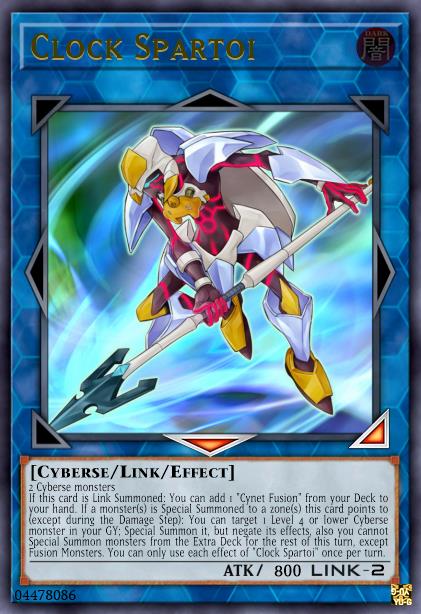 Clock Spartoi
DARK
闇
[Cyberse/Link/Effect]
2 Cyberse monsters
If this card is Link Summoned: You can add 1 "Cynet Fusion" from your Deck to
your hand. If a monster(s) is Special Summoned to a zone(s) this card points to
(except during the Damage Step): You can target 1 Level 4 or lower Cyberse
monster in your GY; Special Summon it, but negate its effects, also you cannot
Special Summon monsters from the Extra Deck for the rest of this turn, except
Fusion Monsters. You can only use each effect of "Clock Spartoi" once per turn.
ATK/ 800 LINK-2
04478086